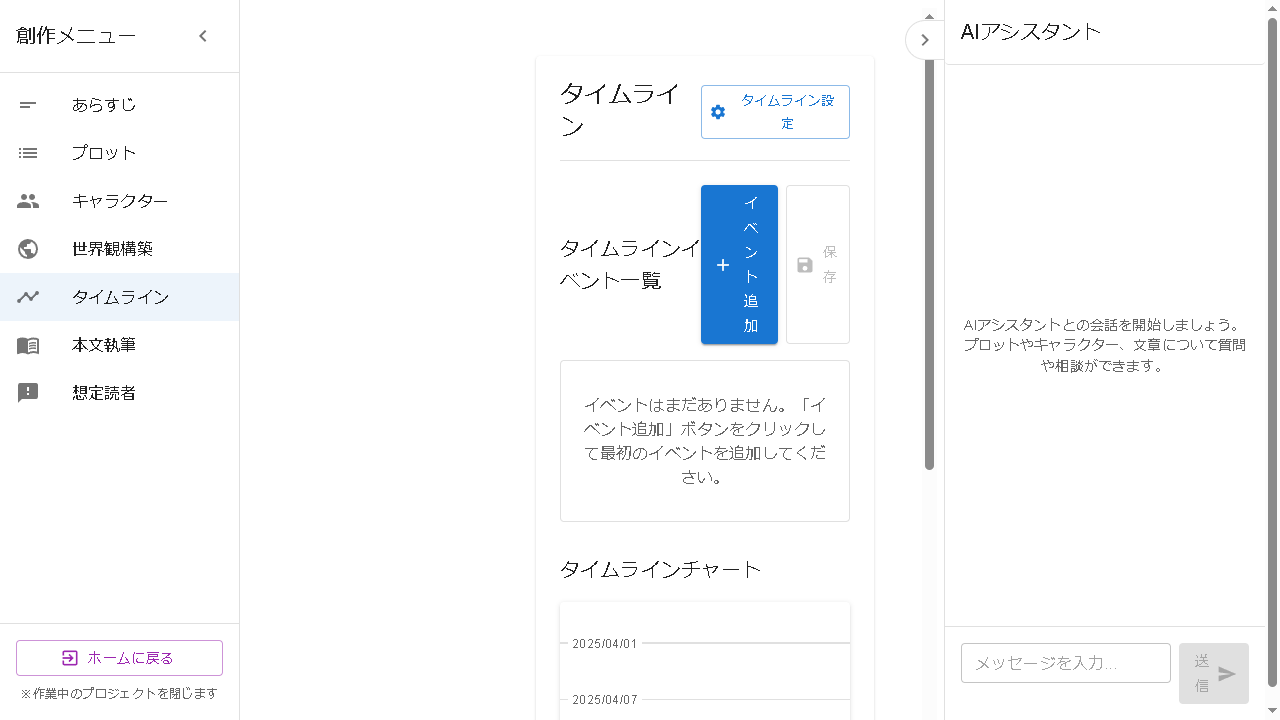 創作メニュー
あらすじ
プロット
キャラクター
世界観構築
タイムライン
本文執筆
想定読者
ホームに戻る
※作業中のプロジェクトを閉じます
タイムライ
ン
タイムライン設
定
タイムラインイ
ベント一覧
イ
ベ
ン
ト
追
加
保
存
イベントはまだありません。「イ
ベント追加」ボタンをクリックし
て最初のイベントを追加してくだ
さい。
タイムラインチャート
2025/04/01
2025/04/07
AIアシスタント
AIアシスタントとの会話を開始しましょう。
プロットやキャラクター、文章について質問
や相談ができます。
メッセージを入力...
送
信